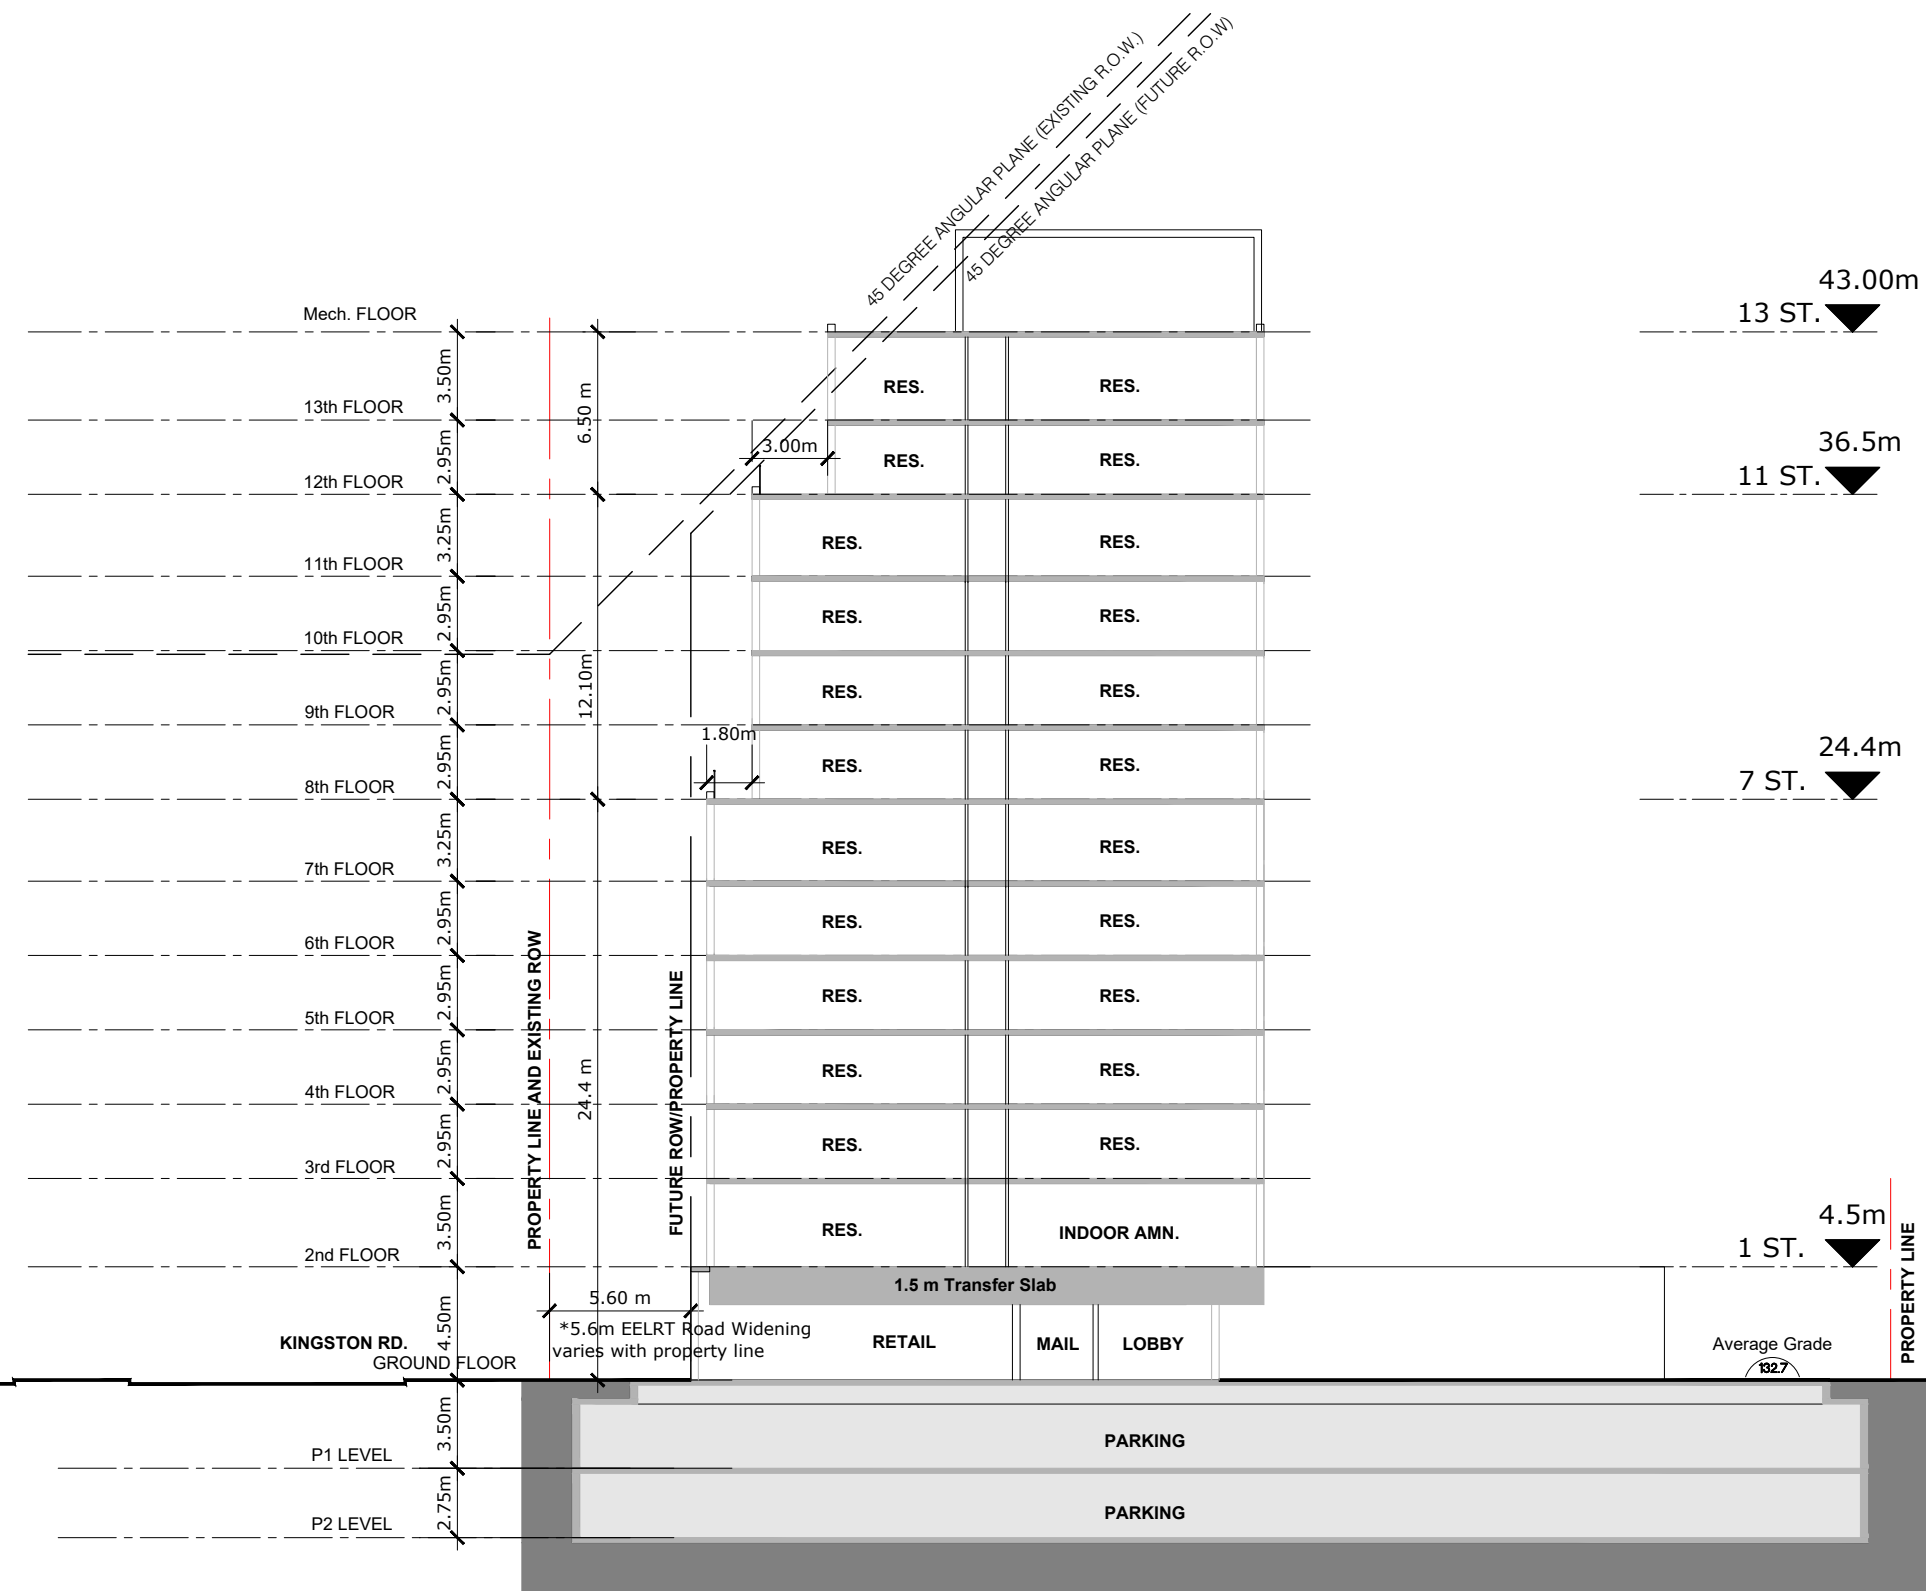 45 DEGREE ANGULAR PLANE (EXISTING R.O.W.)
45 DEGREE ANGULAR PLANE (FUTURE R.O.W)
43.00m
13 ST.
Mech. FLOOR
3.50m
6.50 m
RES.
RES.
13th FLOOR
2.95m
3.00m
RES.
RES.
36.5m
11 ST.
12th FLOOR
3.25m
RES.
RES.
11th FLOOR
2.95m
RES.
RES.
10th FLOOR
2.95m
12.10m
RES.
RES.
9th FLOOR
2.95m
1.80m
RES.
RES.
24.4m
7 ST.
8th FLOOR
3.25m
RES.
RES.
7th FLOOR
2.95m
RES.
RES.
6th FLOOR
2.95m
RES.
RES.
5th FLOOR
2.95m
RES.
RES.
4th FLOOR
2.95m
RES.
RES.
3rd FLOOR
3.50m
24.4 m
PROPERTY LINE AND EXISTING ROW
FUTURE ROW/PROPERTY LINE
RES.
INDOOR AMN.
4.5m
1 ST.
2nd FLOOR
1.5 m Transfer Slab
5.60 m
*5.6m EELRT Road Widening
varies with property line
4.50m
KINGSTON RD.
GROUND FLOOR
RETAIL
MAIL
LOBBY
Average Grade
132.7
PROPERTY LINE
3.50m
P1 LEVEL
PARKING
2.75m
P2 LEVEL
PARKING